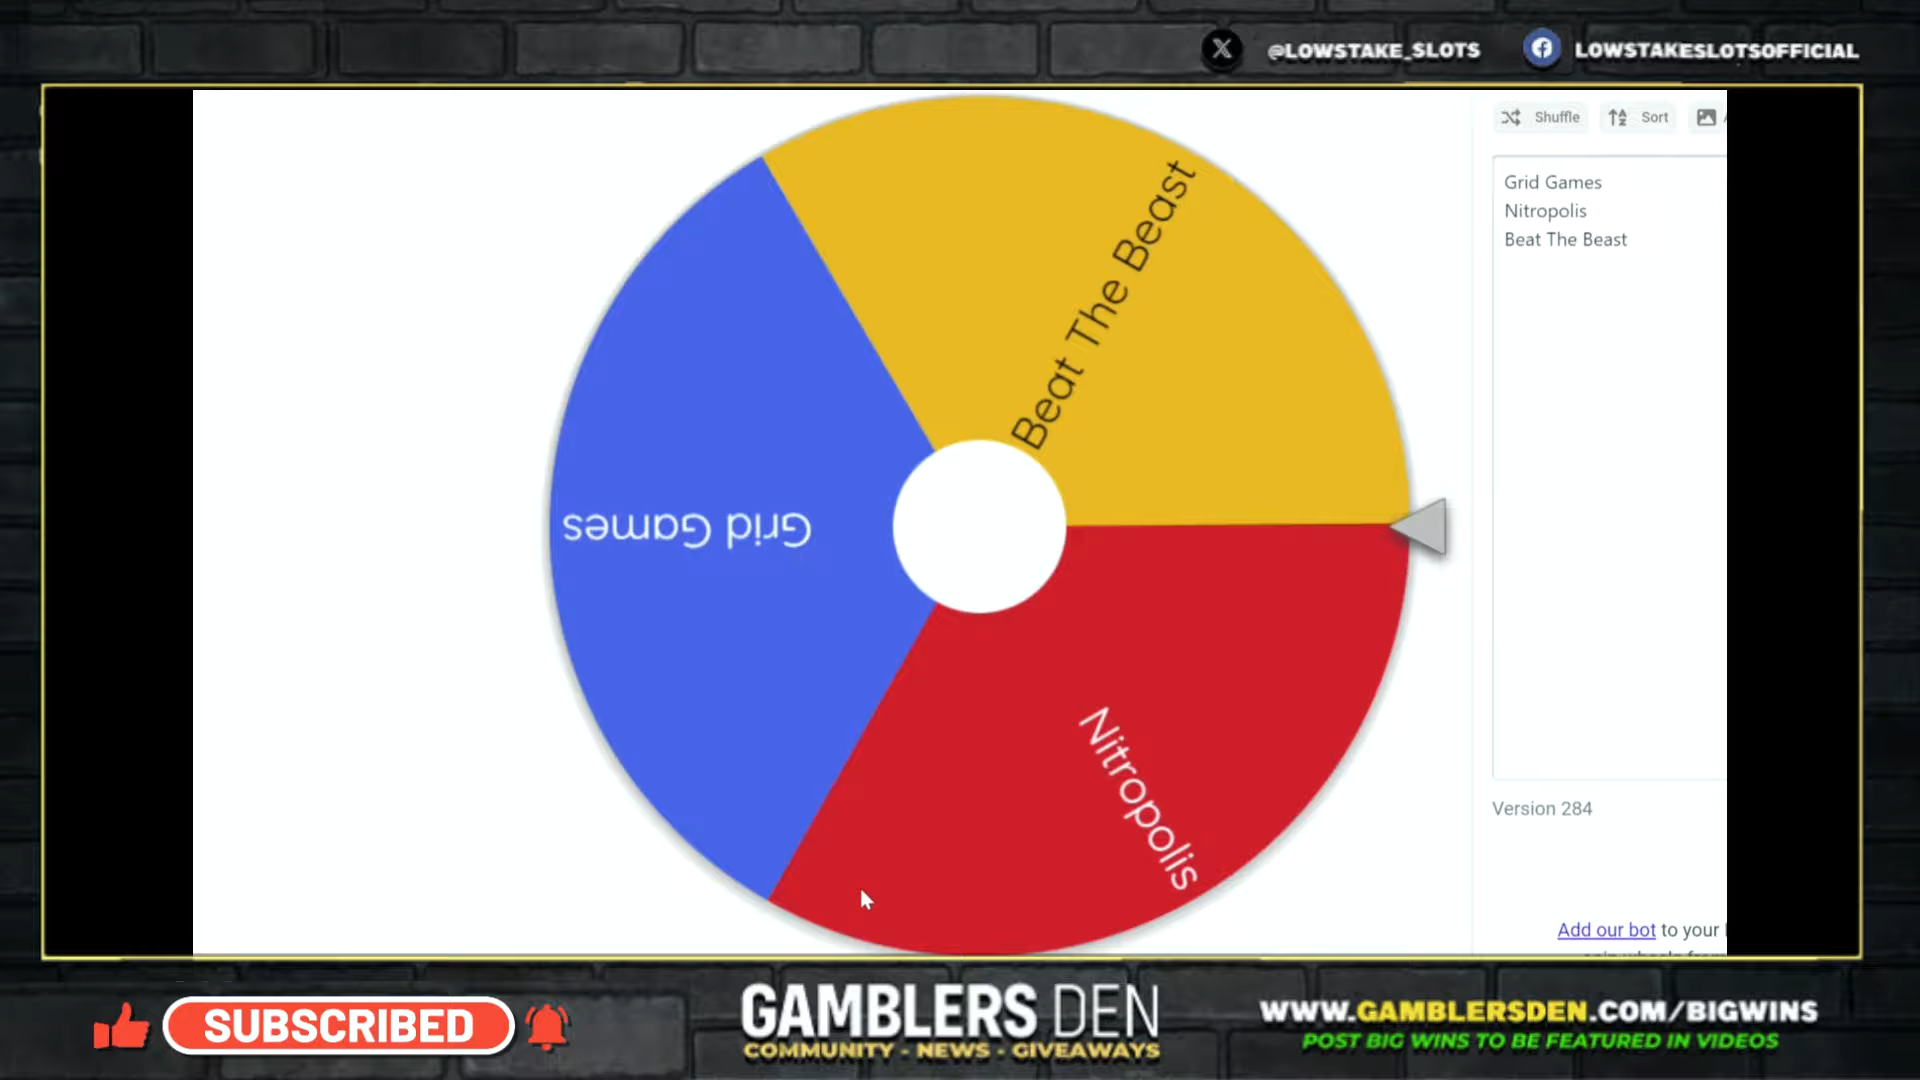 @LOWSTAKE_SLOTS
LOWSTAKESLOTSOFFICIAL
Shuffle
Sort
Grid Games
Nitropolis
Beat The Beast
Beat The Beast
Grid Games
Nitropolis
Version 284
Add our bot to your
SUBSCRIBED
GAMBLERS DEN
COMMUNITY - NEWS - GIVEAWAYS
WWW.GAMBLERSDEN.COM/BIGWINS
POST BIG WINS TO BE FEATURED IN VIDEOS